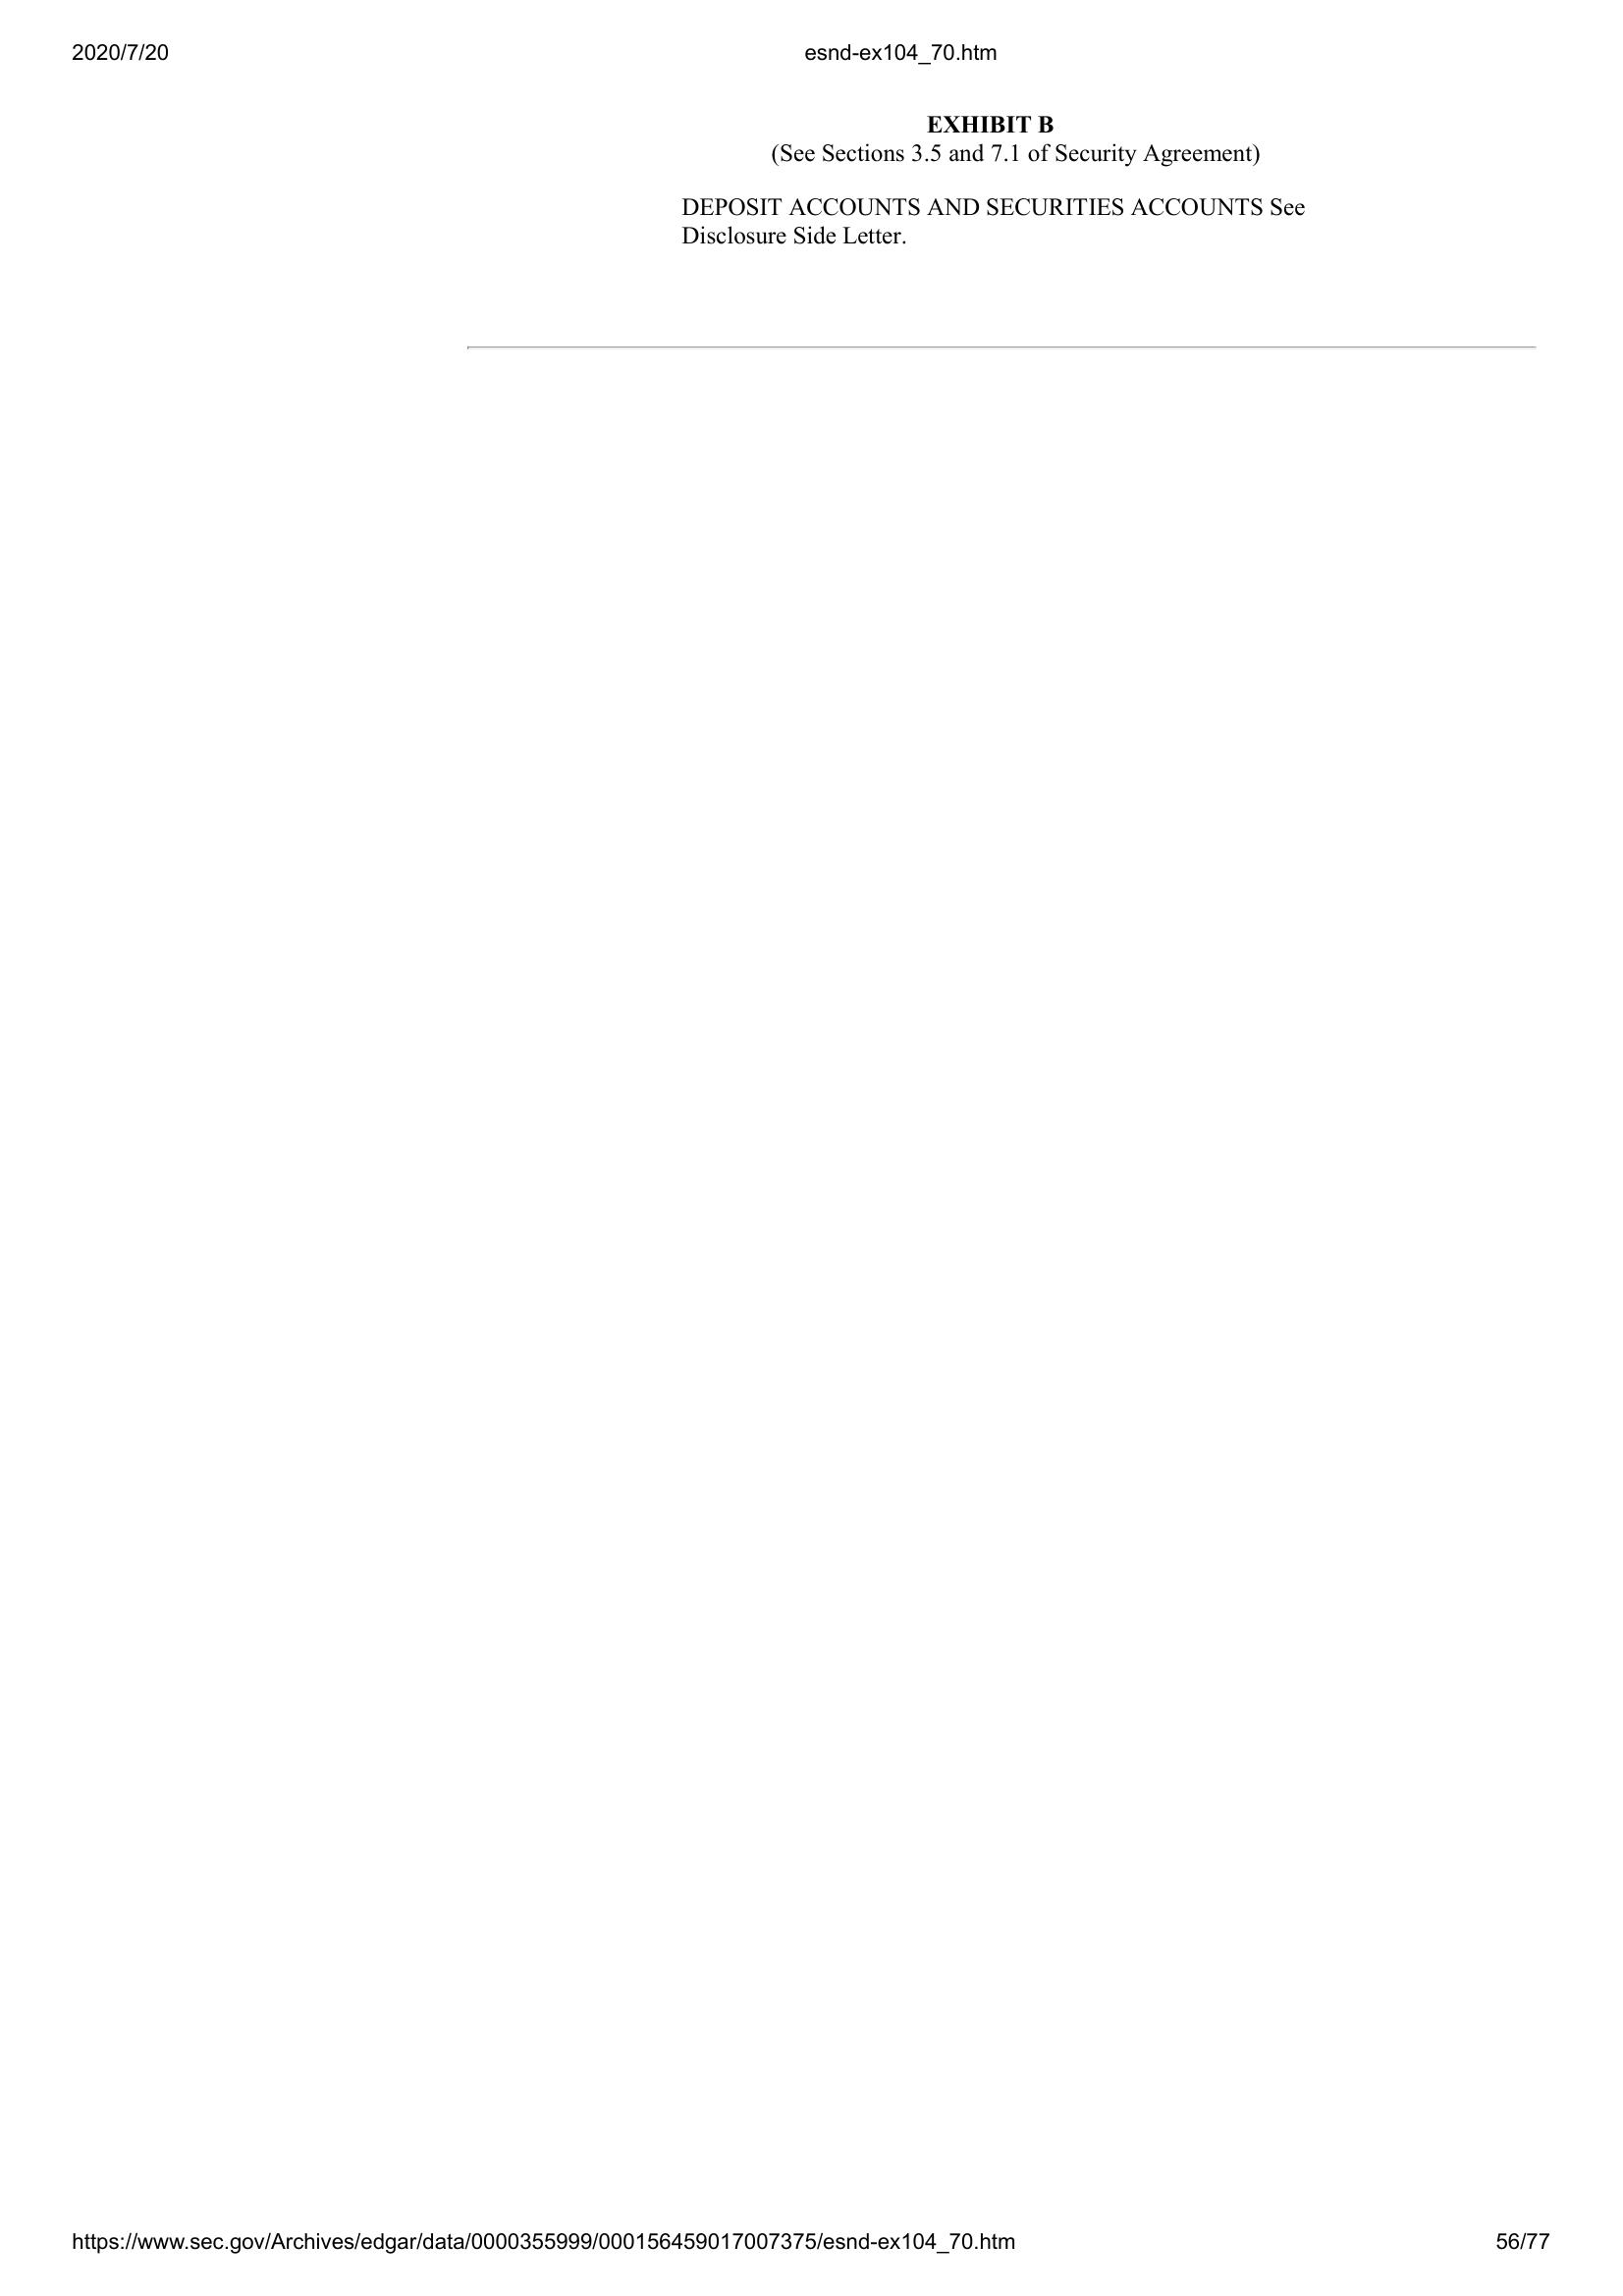 2020/7/20 esnd-ex104_70.htm
EXHIBIT B
(See Sections 3.5 and 7.1 of Security Agreement)
DEPOSIT ACCOUNTS AND SECURITIES ACCOUNTS See
Disclosure Side Letter.
https://www.sec.gov/Archives/edgar/data/0000355999/000156459017007375/esnd-ex104_70.htm 56/77